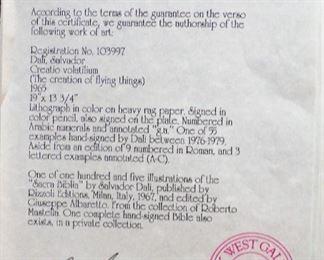 According to the terms of the guarantee on the verso
of this certificate, we guarantee the authorship of the
following work of art:
Registration No. 103997
Dali, Salvador
Creatio volatilium
(The creation of flying things)
1965
19" x 13 3/4"
Lithograph in color on heavy rag paper. Signed in
color pencil, also signed on the plate. Numbered in
Arabic numerals and annotated "g.a." One of 55
examples hand-signed by Dali between 1976-1979.
Aside from an edition of 9 numbered in Roman, and 3
lettered examples annotated (A-C).
One of one hundred and five illustrations of the
"Sacra Biblia" by Salvador Dali, published by
Rizzoli Editions, Milan, Italy, 1967, and edited by
Giuseppe Albaretto. From the collection of Roberto
Mastella. One complete hand-signed Bible also
exists, in a private collection.
WEST GAL